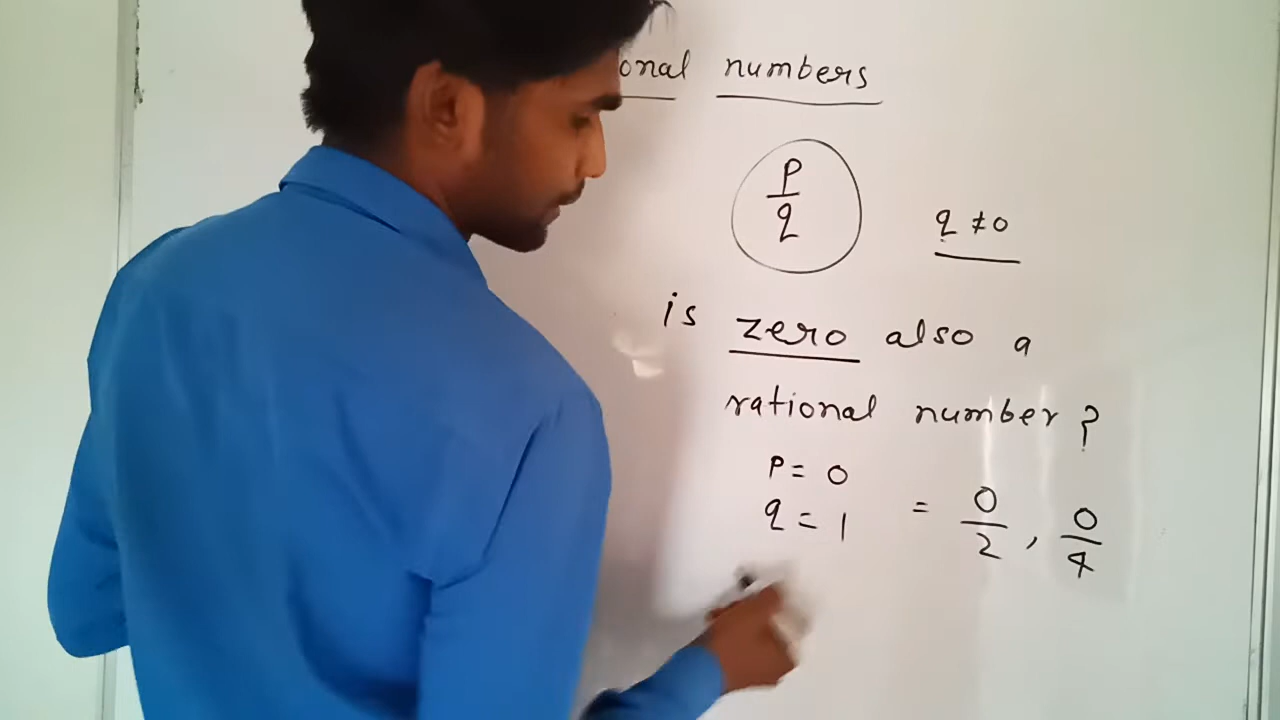 onal numbers
p/q q ≠ 0
is zero also a
rational number?
P = 0
q = 1 = 0/2, 0/4